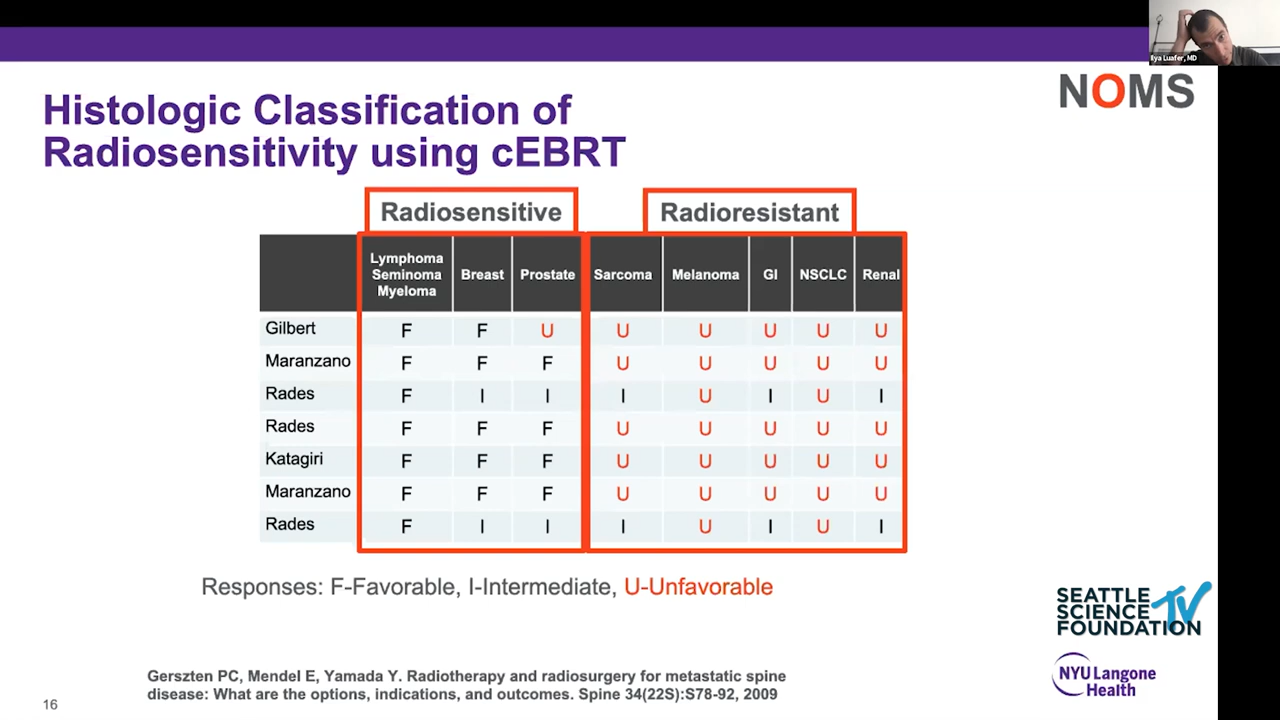 Ilya Luafer, MD
NOMS
Histologic Classification of
Radiosensitivity using cEBRT
Radiosensitive Radioresistant
Lymphoma Seminoma Myeloma Breast Prostate Sarcoma Melanoma GI NSCLC Renal
Gilbert F F U U U U U U
Maranzano F F F U U U U U
Rades F I I I U I U I
Rades F F F U U U U U
Katagiri F F F U U U U U
Maranzano F F F U U U U U
Rades F I I I U I U I
Responses: F-Favorable, I-Intermediate, U-Unfavorable
SEATTLE
SCIENCE TV
FOUNDATION
NYU Langone
Health
Gerszten PC, Mendel E, Yamada Y. Radiotherapy and radiosurgery for metastatic spine
disease: What are the options, indications, and outcomes. Spine 34(22S):S78-92, 2009
16